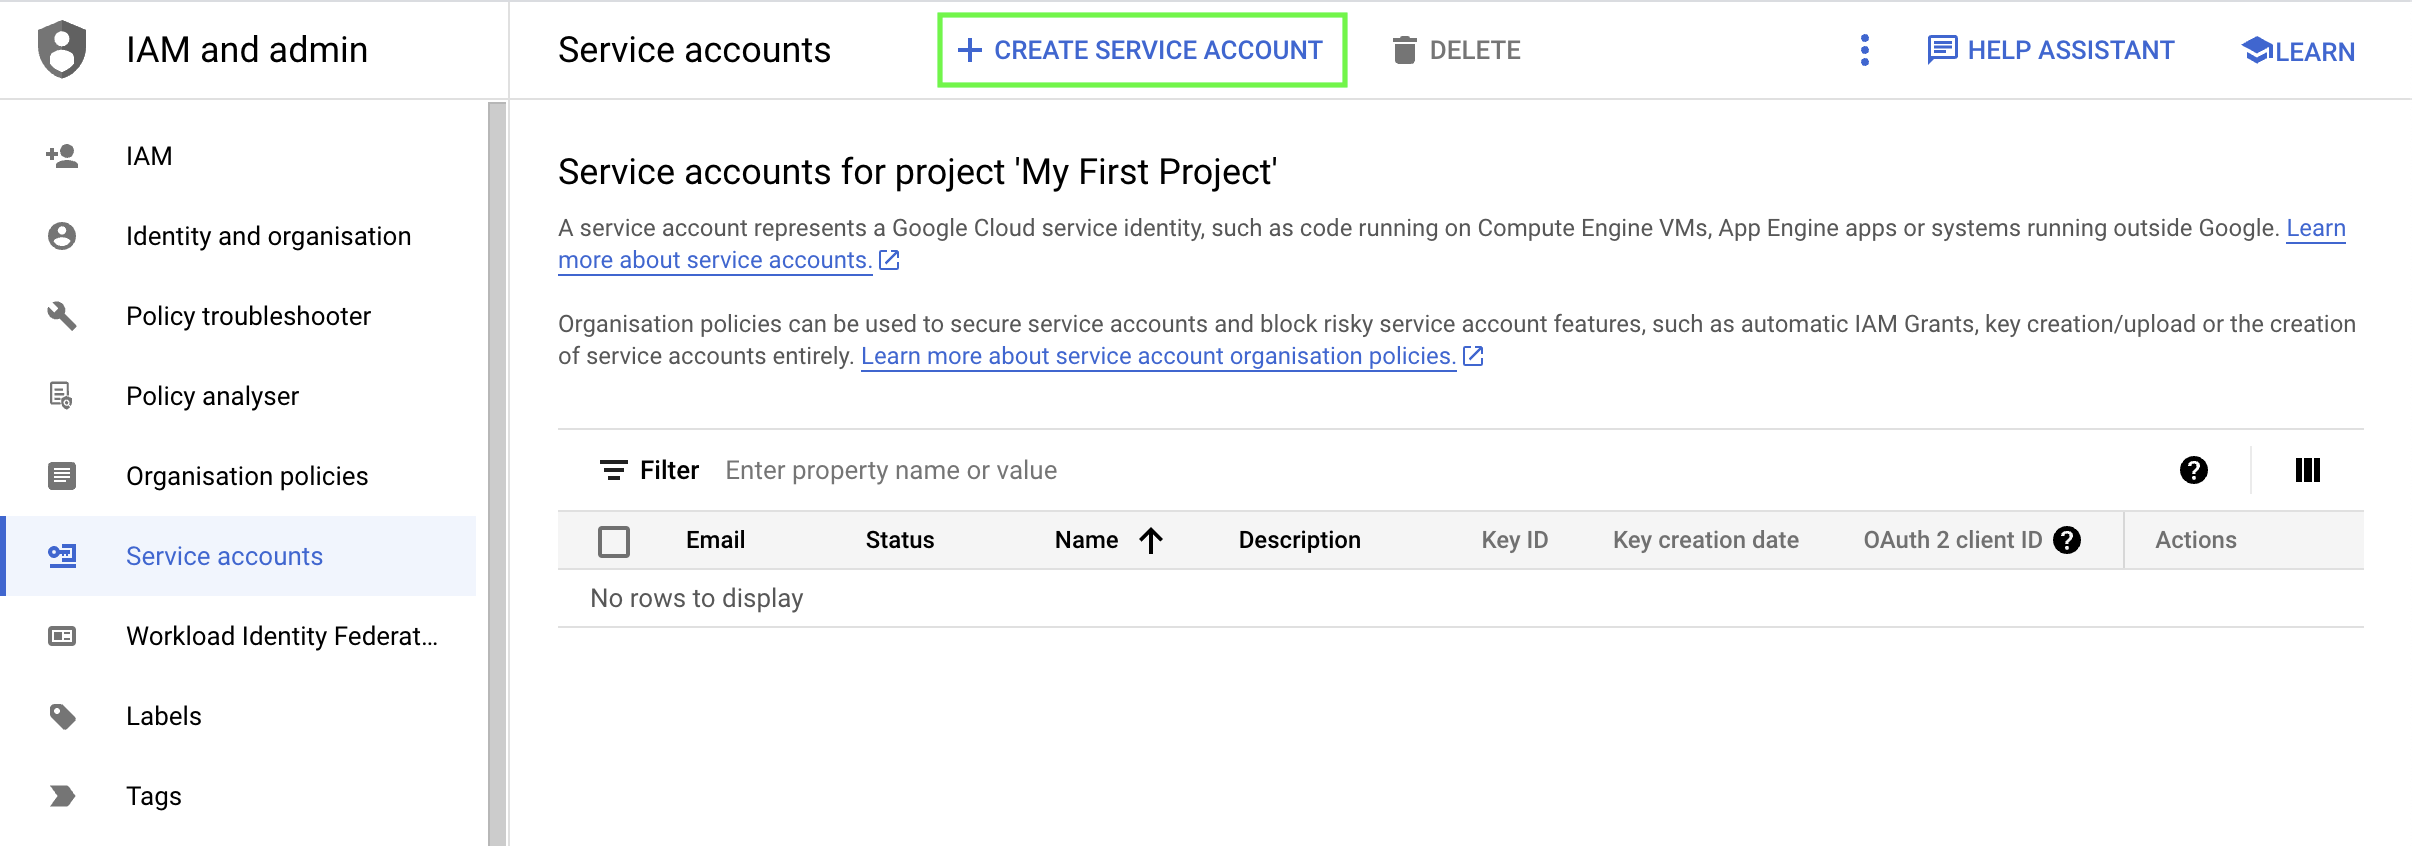 IAM and admin
Service accounts
CREATE SERVICE ACCOUNT
DELETE
HELP ASSISTANT
LEARN
IAM
Identity and organisation
Policy troubleshooter
Policy analyser
Organisation policies
Service accounts
Workload Identity Federat...
Labels
Tags
Service accounts for project 'My First Project'
A service account represents a Google Cloud service identity, such as code running on Compute Engine VMs, App Engine apps or systems running outside Google. Learn
more about service accounts.
Organisation policies can be used to secure service accounts and block risky service account features, such as automatic IAM Grants, key creation/upload or the creation
of service accounts entirely. Learn more about service account organisation policies.
Filter Enter property name or value
Email Status Name Description Key ID Key creation date OAuth 2 client ID Actions
No rows to display